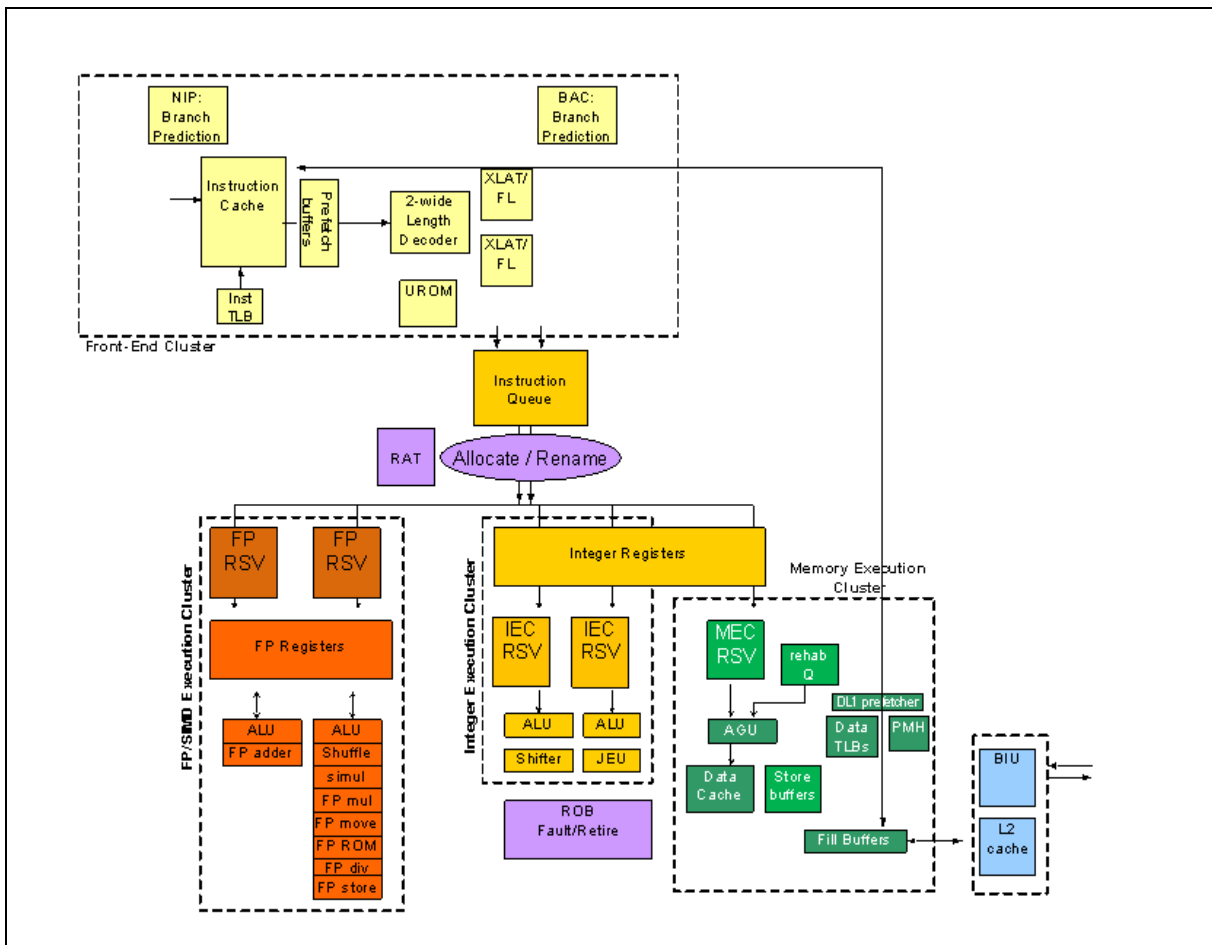 NIP:
Branch
Prediction
BAC:
Branch
Prediction
Instruction
Cache
Prefetch
buffers
2-wide
Length
Decoder
XLAT/
FL
XLAT/
FL
UROM
Inst
TLB
Front-End Cluster
Instruction
Queue
RAT
Allocate / Rename
FP/SIMD Execution Cluster
FP
RSV
FP
RSV
FP Registers
ALU
FP adder
ALU
Shuffle
simul
FP mul
FP move
FP ROM
FP div
FP store
Integer Execution Cluster
Integer Registers
IEC
RSV
IEC
RSV
ALU
Shifter
ALU
JEU
ROB
Fault/Retire
Memory Execution
Cluster
MEC
RSV
rehab
Q
DL1 prefetcher
AGU
Data
TLBs
PMH
Data
Cache
Store
buffers
Fill Buffers
BIU
L2
cache